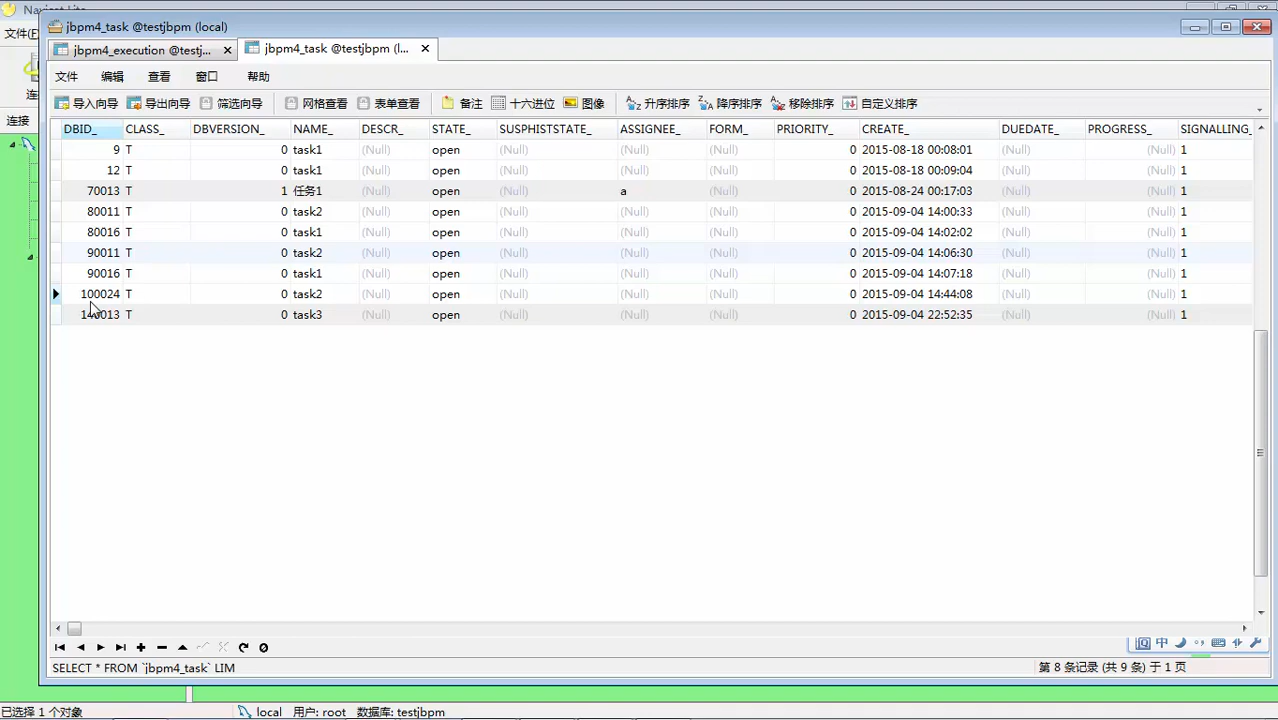 Navicat Lite
jbpm4_task @testjbpm (local)
文件(F
jbpm4_execution @testj... jbpm4_task @testjbpm (l...
文件 编辑 查看 窗口 帮助
连
导入向导 导出向导 筛选向导 网格查看 表单查看 备注 十六进位 图像 升序排序 降序排序 移除排序 自定义排序
连接
DBID_ CLASS_ DBVERSION_ NAME_ DESCR_ STATE_ SUSPHISTSTATE_ ASSIGNEE_ FORM_ PRIORITY_ CREATE_ DUEDATE_ PROGRESS_ SIGNALLING_
9 T 0 task1 (Null) open (Null) (Null) (Null) 0 2015-08-18 00:08:01 (Null) (Null) 1
12 T 0 task1 (Null) open (Null) (Null) (Null) 0 2015-08-18 00:09:04 (Null) (Null) 1
70013 T 1 任务1 (Null) open (Null) a (Null) 0 2015-08-24 00:17:03 (Null) (Null) 1
80011 T 0 task2 (Null) open (Null) (Null) (Null) 0 2015-09-04 14:00:33 (Null) (Null) 1
80016 T 0 task1 (Null) open (Null) (Null) (Null) 0 2015-09-04 14:02:02 (Null) (Null) 1
90011 T 0 task2 (Null) open (Null) (Null) (Null) 0 2015-09-04 14:06:30 (Null) (Null) 1
90016 T 0 task1 (Null) open (Null) (Null) (Null) 0 2015-09-04 14:07:18 (Null) (Null) 1
100024 T 0 task2 (Null) open (Null) (Null) (Null) 0 2015-09-04 14:44:08 (Null) (Null) 1
T 0 task3 (Null) open (Null) (Null) (Null) 0 2015-09-04 22:52:35 (Null) (Null) 1
中
SELECT * FROM `jbpm4_task` LIM 第 8 条记录 (共 9 条) 于 1 页
已选择 1 个对象 local 用户: root 数据库: testjbpm